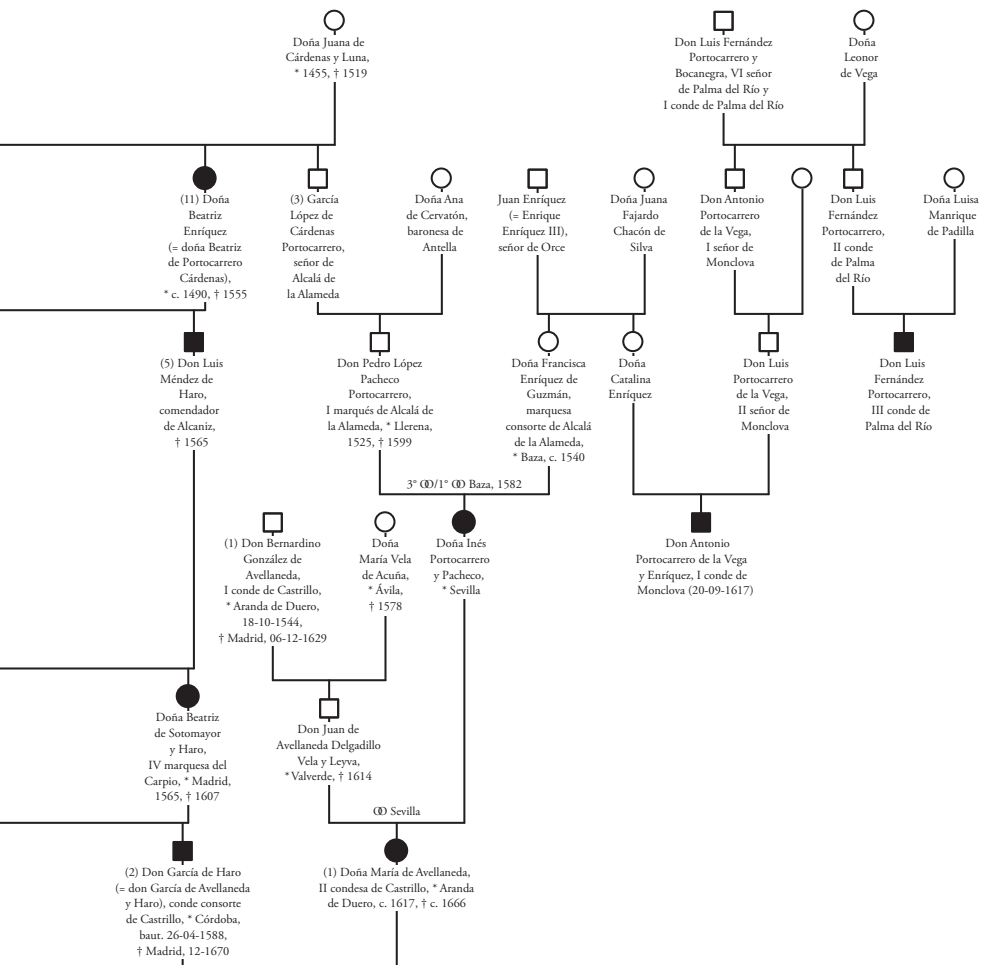 Doña Juana de
Cárdenas y Luna,
* 1455, † 1519
Don Luis Fernández
Portocarrero y
Bocanegra, VI señor
de Palma del Río y
I conde de Palma del Río
Doña
Leonor
de Vega
(11) Doña
Beatriz
Enríquez
(= doña Beatriz
de Portocarrero
Cárdenas),
* c. 1490, † 1555
(3) García
López de
Cárdenas
Portocarrero,
señor de
Alcalá de
la Alameda
Doña Ana
de Cervatón,
baronesa de
Antella
Juan Enríquez
(= Enrique
Enríquez III),
señor de Orce
Doña Juana
Fajardo
Chacón de
Silva
Don Antonio
Portocarrero
de la Vega,
I señor de
Monclova
Don Luis
Fernández
Portocarrero,
II conde
de Palma
del Río
Doña Luisa
Manrique
de Padilla
(5) Don Luis
Méndez de
Haro,
comendador
de Alcaniz,
† 1565
Don Pedro López
Pacheco
Portocarrero,
I marqués de Alcalá de
la Alameda, * Llerena,
1525, † 1599
Doña Francisca
Enríquez de
Guzmán,
marquesa
consorte de Alcalá
de la Alameda,
* Baza, c. 1540
Doña
Catalina
Enríquez
Don Luis
Portocarrero
de la Vega,
II señor de
Monclova
Don Luis
Fernández
Portocarrero,
III conde de
Palma del Río
3° ꝏ/1° ꝏ Baza, 1582
(1) Don Bernardino
González de
Avellaneda,
I conde de Castrillo,
* Aranda de Duero,
18-10-1544,
† Madrid, 06-12-1629
Doña
María Vela
de Acuña,
* Ávila,
† 1578
Doña Inés
Portocarrero
y Pacheco,
* Sevilla
Don Antonio
Portocarrero de la Vega
y Enríquez, I conde de
Monclova (20-09-1617)
Doña Beatriz
de Sotomayor
y Haro,
IV marquesa del
Carpio, * Madrid,
1565, † 1607
Don Juan de
Avellaneda Delgadillo
Vela y Leyva,
*Valverde, † 1614
ꝏ Sevilla
(2) Don García de Haro
(= don García de Avellaneda
y Haro), conde consorte
de Castrillo, * Córdoba,
baut. 26-04-1588,
† Madrid, 12-1670
(1) Doña María de Avellaneda,
II condesa de Castrillo, * Aranda
de Duero, c. 1617, † c. 1666